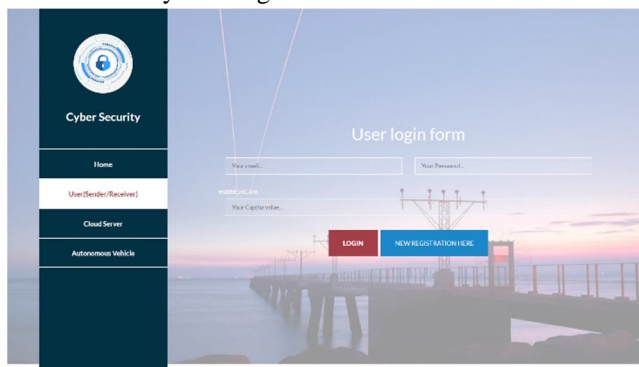 Cyber Security
Home
User(Sender/Receiver)
Cloud Server
Autonomous Vehicle
User login form
Your email...
Your Password...
Your Captha value...
LOGIN
NEW REGISTRATION HERE